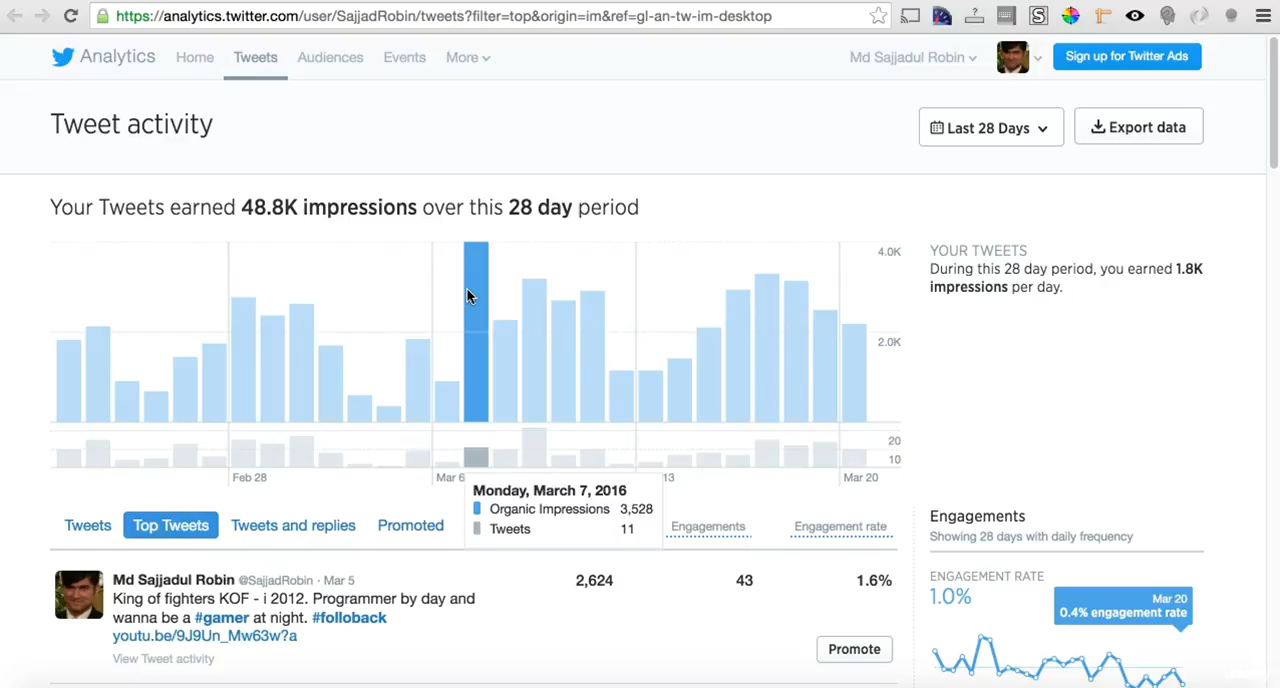 https://analytics.twitter.com/user/SajjadRobin/tweets?filter=top&origin=im&ref=gl-an-tw-im-desktop
Analytics Home Tweets Audiences Events More Md Sajjadul Robin Sign up for Twitter Ads
Tweet activity
Last 28 Days Export data
Your Tweets earned 48.8K impressions over this 28 day period
4.0K
2.0K
20
10
Feb 28 Mar 6 13 Mar 20
YOUR TWEETS
During this 28 day period, you earned 1.8K
impressions per day.
Monday, March 7, 2016
Organic Impressions 3,528
Tweets 11
Tweets Top Tweets Tweets and replies Promoted Engagements Engagement rate
Md Sajjadul Robin @SajjadRobin · Mar 5 2,624 43 1.6%
King of fighters KOF - i 2012. Programmer by day and
wanna be a #gamer at night. #folloback
youtu.be/9J9Un_Mw63w?a
View Tweet activity
Promote
Engagements
Showing 28 days with daily frequency
ENGAGEMENT RATE
1.0%
Mar 20
0.4% engagement rate